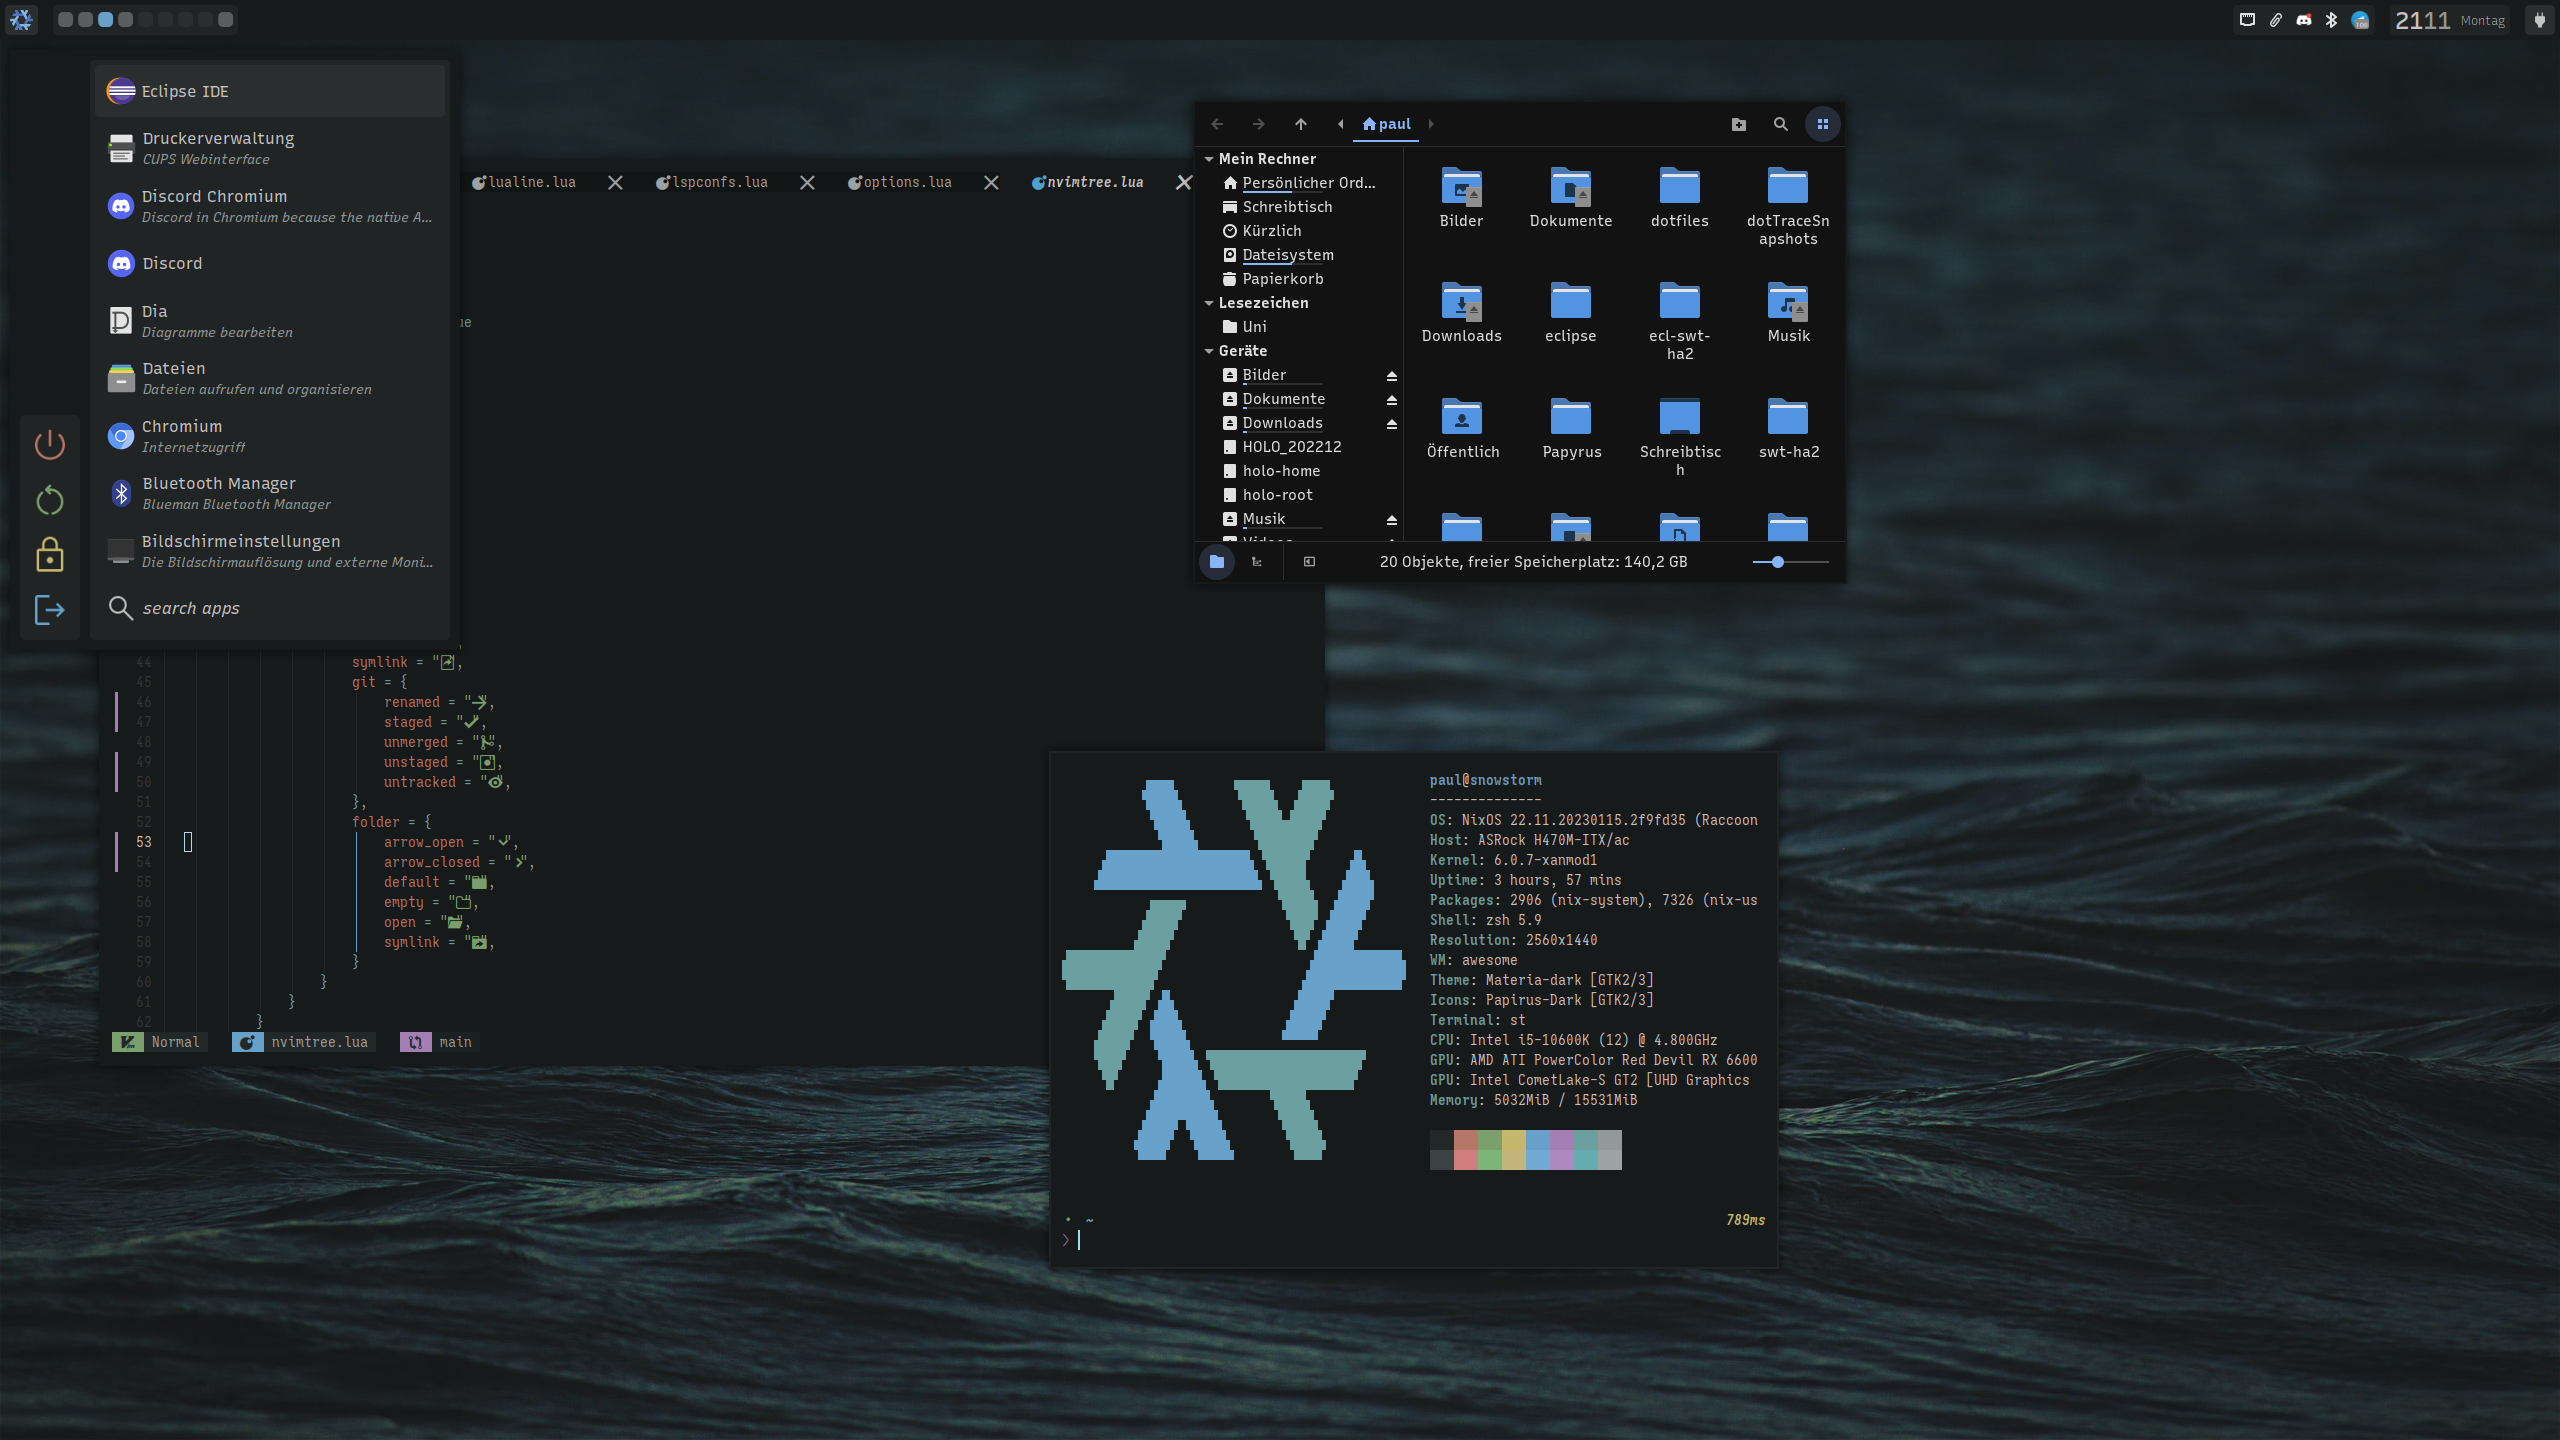 2111 Montag
Eclipse IDE
Druckerverwaltung
CUPS Webinterface
Discord Chromium
Discord in Chromium because the native A...
Discord
Dia
Diagramme bearbeiten
Dateien
Dateien aufrufen und organisieren
Chromium
Internetzugriff
Bluetooth Manager
Blueman Bluetooth Manager
Bildschirmeinstellungen
Die Bildschirmauflösung und externe Moni...
search apps
lualine.lua
lspconfs.lua
options.lua
nvimtree.lua
ue
44 symlink = "",
45 git = {
46 renamed = "",
47 staged = "",
48 unmerged = "",
49 unstaged = "",
50 untracked = "",
51 },
52 folder = {
53 arrow_open = "",
54 arrow_closed = "",
55 default = "",
56 empty = "",
57 open = "",
58 symlink = "",
59 }
60 }
61 }
62 }
Normal nvimtree.lua main
paul
Mein Rechner
Persönlicher Ord...
Schreibtisch
Kürzlich
Dateisystem
Papierkorb
Lesezeichen
Uni
Geräte
Bilder
Dokumente
Downloads
HOLO_202212
holo-home
holo-root
Musik
Videos
Bilder
Dokumente
dotfiles
dotTraceSn
apshots
Downloads
eclipse
ecl-swt-
ha2
Musik
Öffentlich
Papyrus
Schreibtisc
h
swt-ha2
20 Objekte, freier Speicherplatz: 140,2 GB
paul@snowstorm
--------------
OS: NixOS 22.11.20230115.2f9fd35 (Raccoon
Host: ASRock H470M-ITX/ac
Kernel: 6.0.7-xanmod1
Uptime: 3 hours, 57 mins
Packages: 2906 (nix-system), 7326 (nix-us
Shell: zsh 5.9
Resolution: 2560x1440
WM: awesome
Theme: Materia-dark [GTK2/3]
Icons: Papirus-Dark [GTK2/3]
Terminal: st
CPU: Intel i5-10600K (12) @ 4.800GHz
GPU: AMD ATI PowerColor Red Devil RX 6600
GPU: Intel CometLake-S GT2 [UHD Graphics
Memory: 5032MiB / 15531MiB
~ 789ms
❯